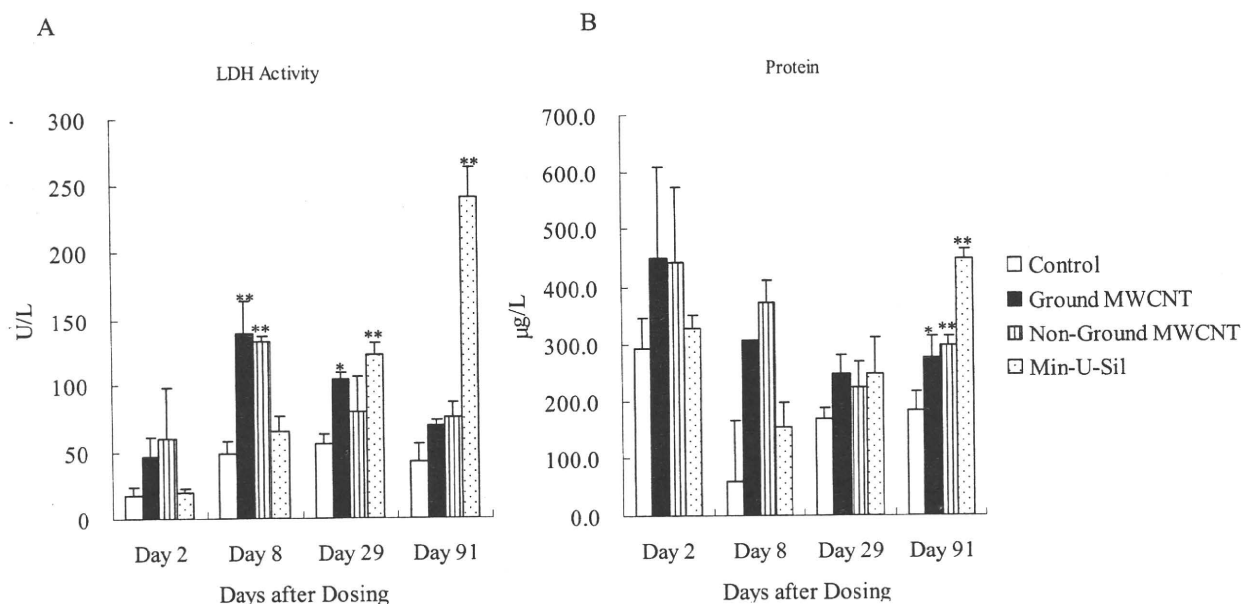 A
LDH Activity
300
250
200
150
100
50
0
U/L
**
**
*
**
**
Day 2 Day 8 Day 29 Day 91
Days after Dosing
B
Protein
700.0
600.0
500.0
400.0
300.0
200.0
100.0
0.0
µg/L
*
**
**
Day 2 Day 8 Day 29 Day 91
Days after Dosing
Control
Ground MWCNT
Non-Ground MWCNT
Min-U-Sil